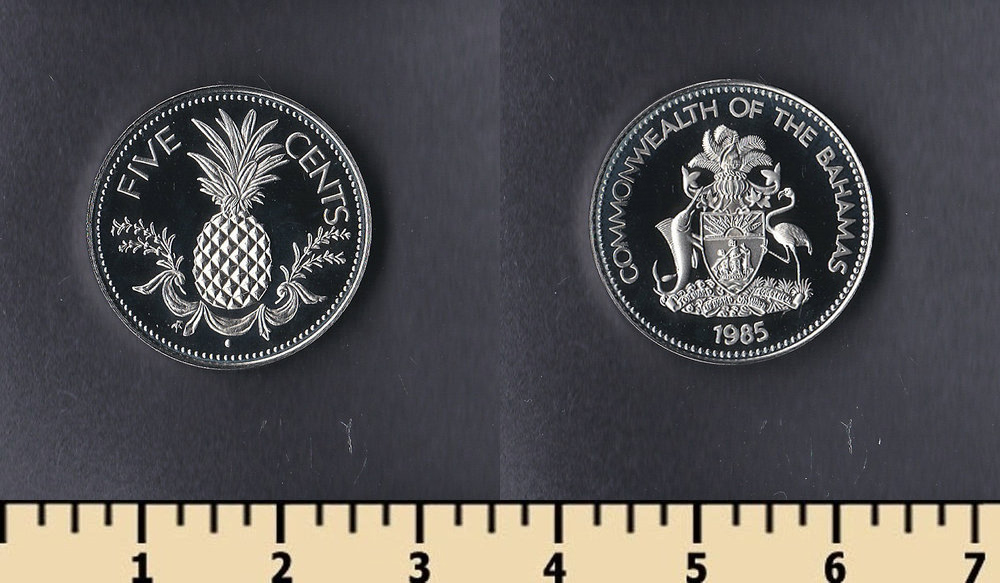 FIVE CENTS
COMMONWEALTH OF THE BAHAMAS
1985
1 2 3 4 5 6 7